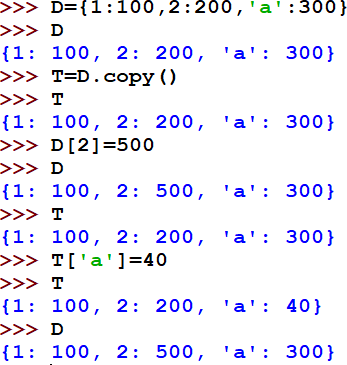 >>> D={1:100,2:200,'a':300}
>>> D
{1: 100, 2: 200, 'a': 300}
>>> T=D.copy()
>>> T
{1: 100, 2: 200, 'a': 300}
>>> D[2]=500
>>> D
{1: 100, 2: 500, 'a': 300}
>>> T
{1: 100, 2: 200, 'a': 300}
>>> T['a']=40
>>> T
{1: 100, 2: 200, 'a': 40}
>>> D
{1: 100, 2: 500, 'a': 300}